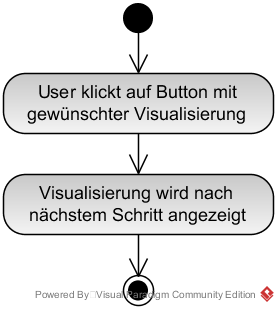 User klickt auf Button mit
gewünschter Visualisierung
Visualisierung wird nach
nächstem Schritt angezeigt
Powered By Visual Paradigm Community Edition